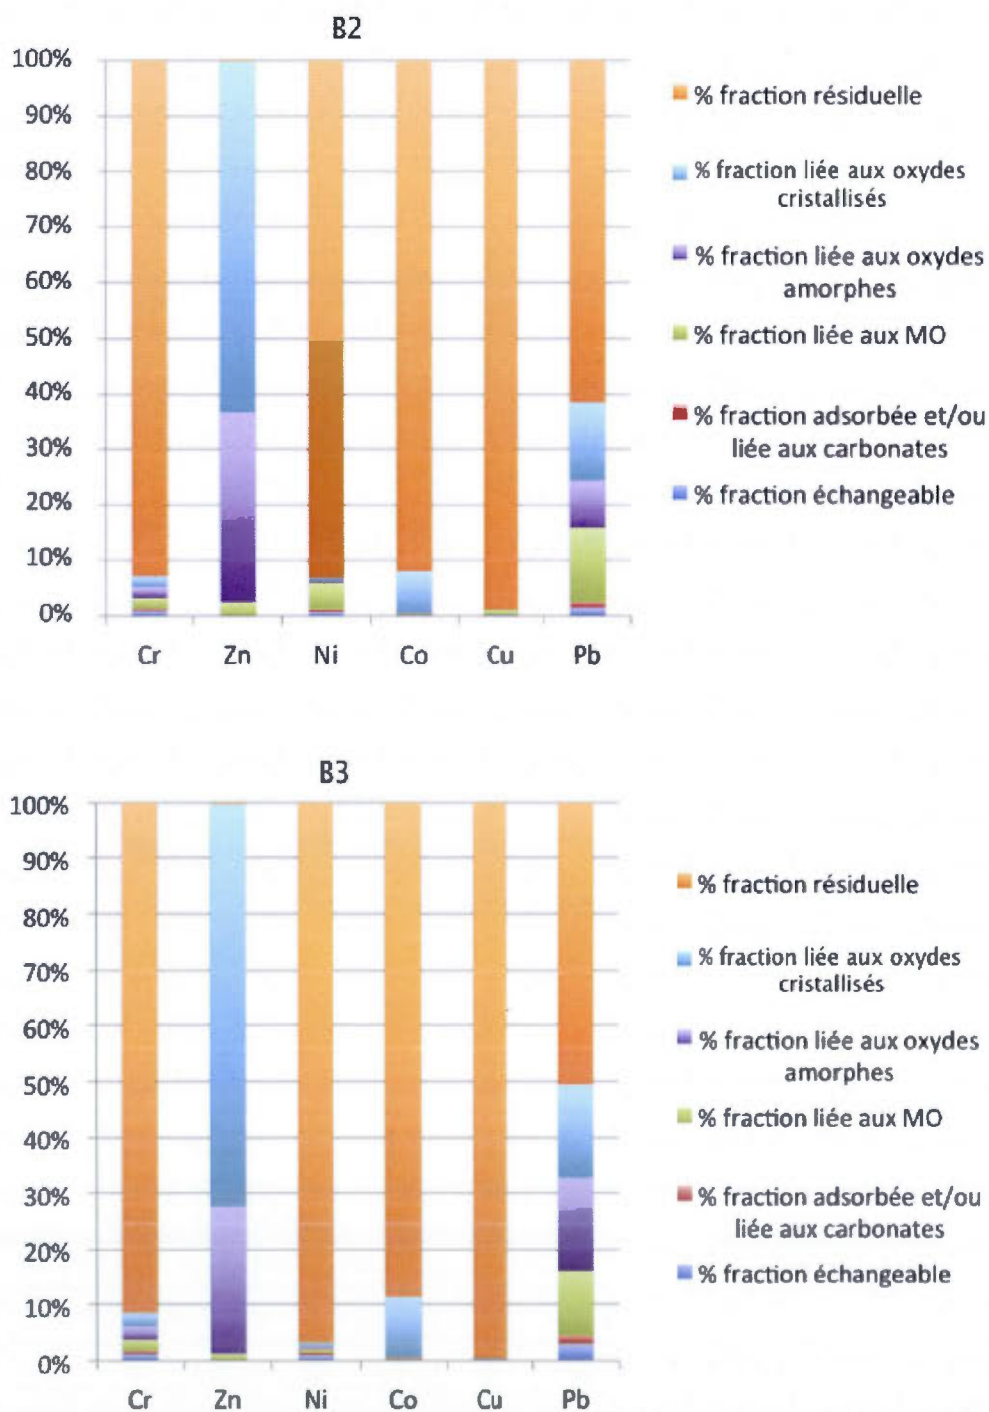 B2
100%
90%
80%
70%
60%
50%
40%
30%
20%
10%
0%
Cr Zn Ni Co Cu Pb
% fraction résiduelle
% fraction liée aux oxydes
cristallisés
% fraction liée aux oxydes
amorphes
% fraction liée aux MO
% fraction adsorbée et/ou
liée aux carbonates
% fraction échangeable
B3
100%
90%
80%
70%
60%
50%
40%
30%
20%
10%
0%
Cr Zn Ni Co Cu Pb
% fraction résiduelle
% fraction liée aux oxydes
cristallisés
% fraction liée aux oxydes
amorphes
% fraction liée aux MO
% fraction adsorbée et/ou
liée aux carbonates
% fraction échangeable